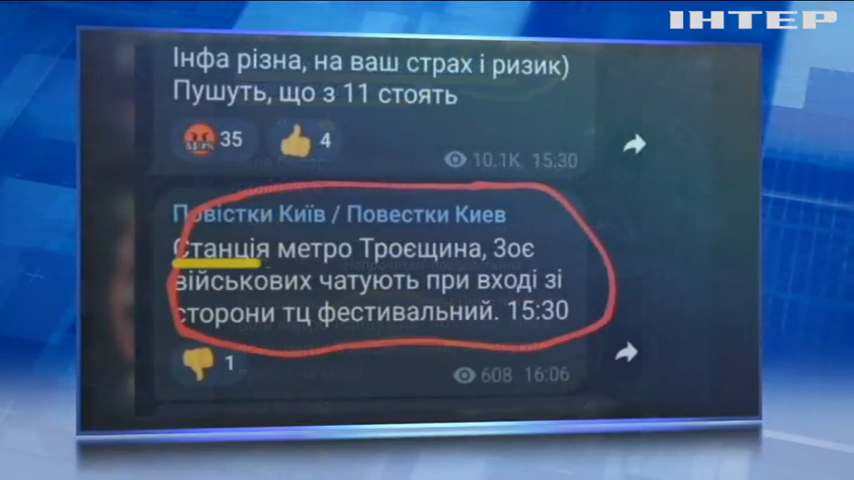 ІНТЕР
Інфа різна, на ваш страх і ризик)
Пушуть, що з 11 стоять
35 4
10.1K 15:30
Повістки Київ / Повестки Киев
Станція метро Троєщина, 3оє
військових чатують при вході зі
сторони тц фестивальний. 15:30
1
608 16:06